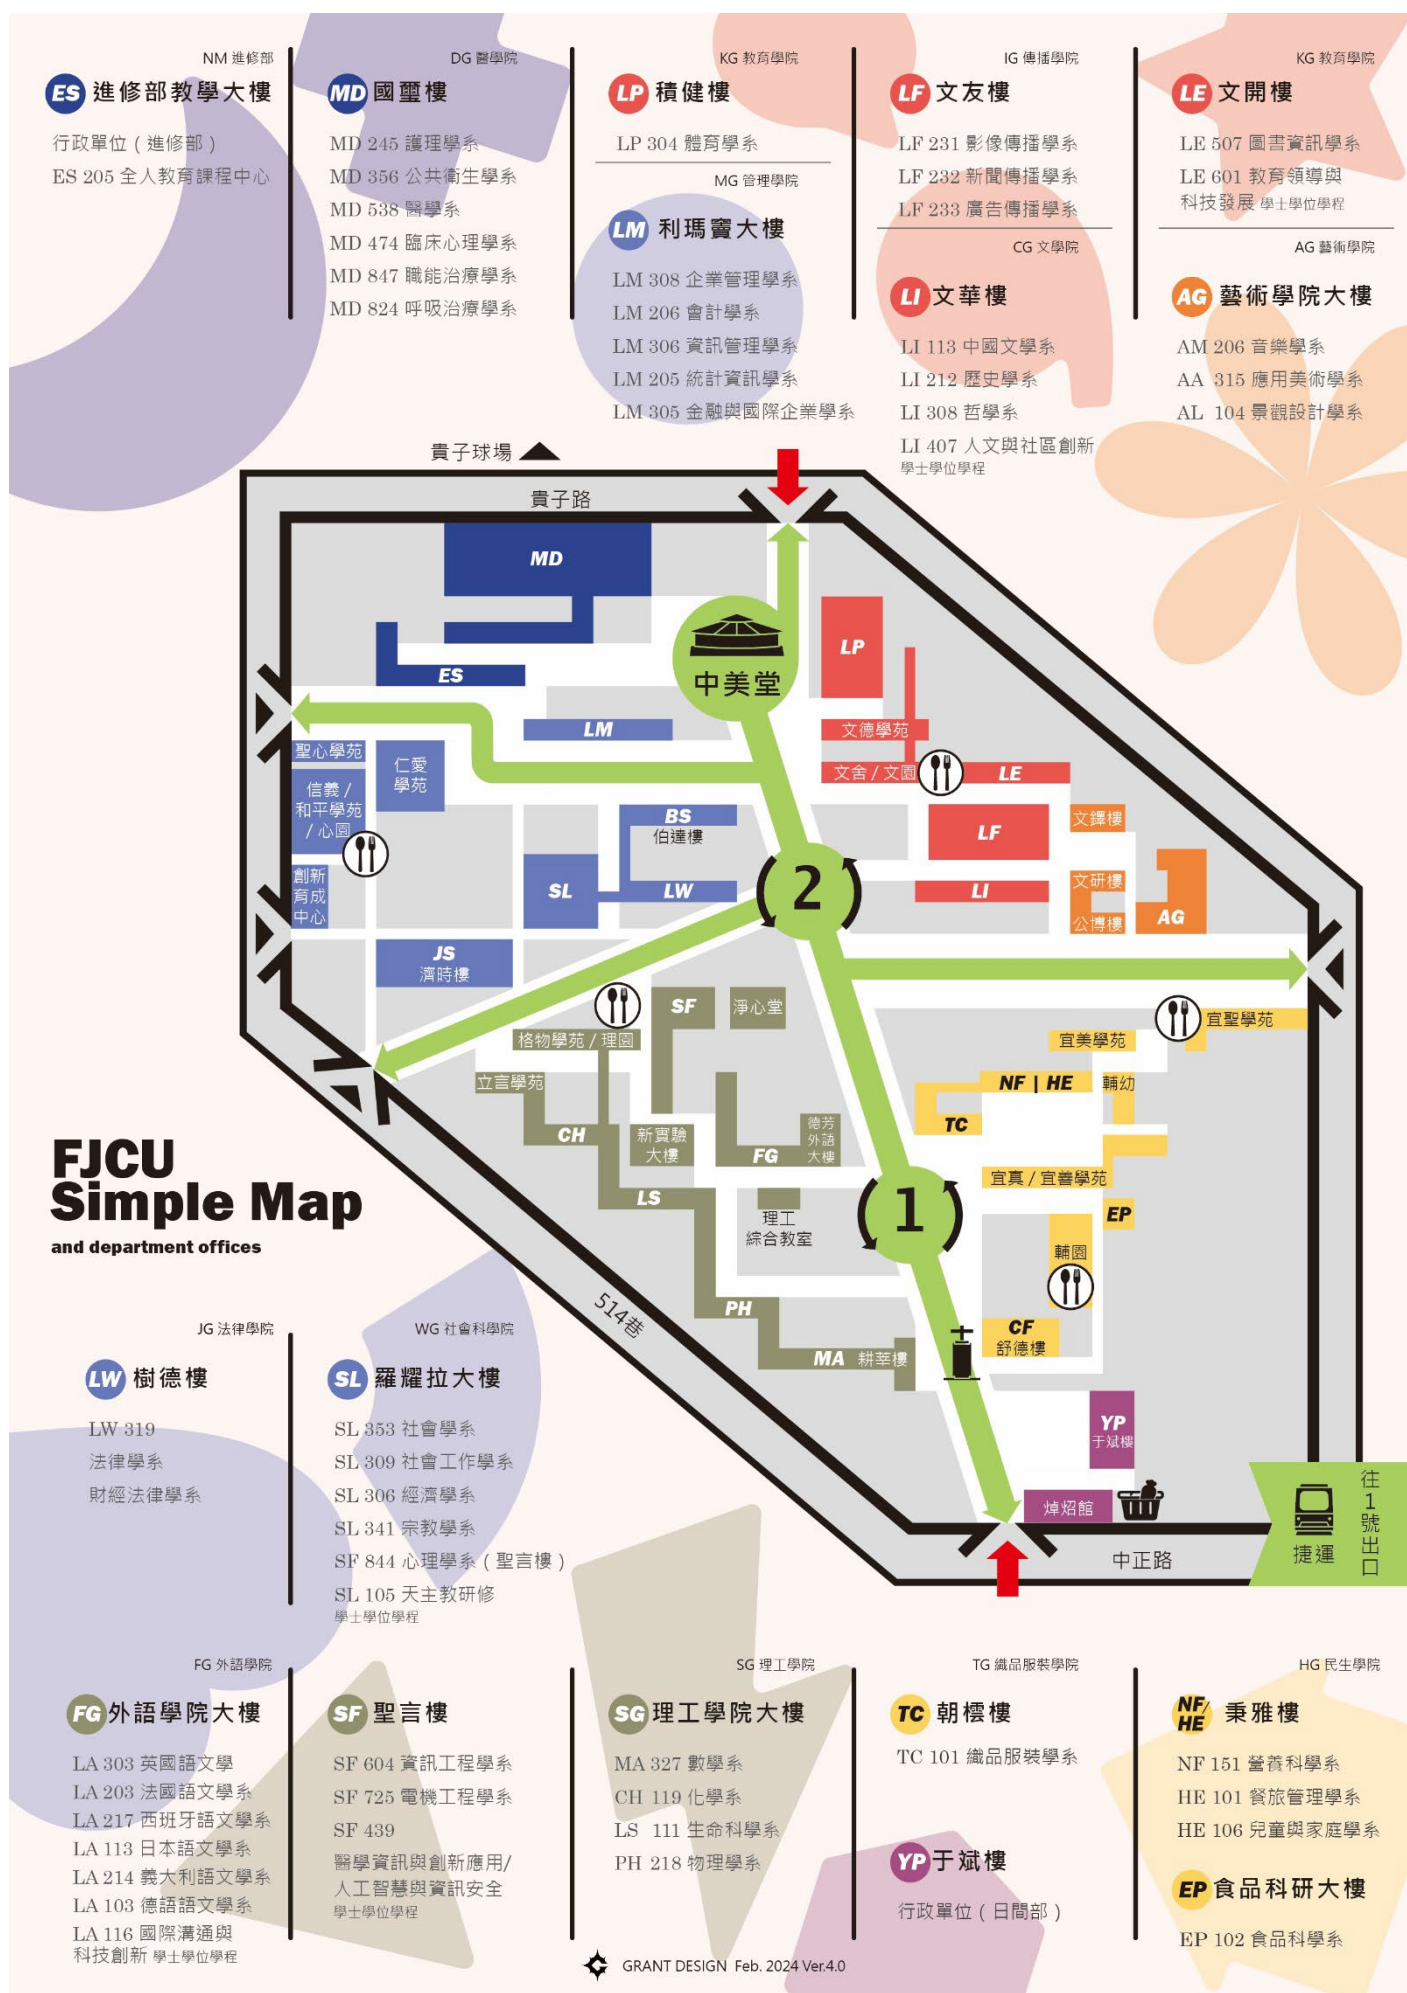 NM 進修部
ES 進修部教學大樓
行政單位 ( 進修部 )
ES 205 全人教育課程中心
DG 醫學院
MD 國璽樓
MD 245 護理學系
MD 356 公共衛生學系
MD 538 醫學系
MD 474 臨床心理學系
MD 847 職能治療學系
MD 824 呼吸治療學系
KG 教育學院
LP 積健樓
LP 304 體育學系
MG 管理學院
LM 利瑪竇大樓
LM 308 企業管理學系
LM 206 會計學系
LM 306 資訊管理學系
LM 205 統計資訊學系
LM 305 金融與國際企業學系
IG 傳播學院
LF 文友樓
LF 231 影像傳播學系
LF 232 新聞傳播學系
LF 233 廣告傳播學系
CG 文學院
LI 文華樓
LI 113 中國文學系
LI 212 歷史學系
LI 308 哲學系
LI 407 人文與社區創新
學士學位學程
KG 教育學院
LE 文開樓
LE 507 圖書資訊學系
LE 601 教育領導與
科技發展 學士學位學程
AG 藝術學院
AG 藝術學院大樓
AM 206 音樂學系
AA 315 應用美術學系
AL 104 景觀設計學系
貴子球場
貴子路
MD
中美堂
LP
ES
LM
文德學苑
文舍 / 文園
LE
聖心學苑
仁愛
學苑
信義 /
和平學苑
/ 心園
BS
伯達樓
LF
文鐸樓
創新
育成
中心
SL
LW
2
LI
文研樓
公博樓
AG
JS
濟時樓
SF
淨心堂
宜聖學苑
格物學苑 / 理園
宜美學苑
立言學苑
NF | HE
輔幼
CH
新實驗
大樓
FG
德芳
外語
大樓
TC
宜真 / 宜善學苑
LS
1
EP
理工
綜合教室
輔園
PH
CF
舒德樓
MA 耕莘樓
YP
于斌樓
焯炤館
514巷
中正路
捷運
往1號出口
FJCU
Simple Map
and department offices
JG 法律學院
LW 樹德樓
LW 319
法律學系
財經法律學系
WG 社會科學院
SL 羅耀拉大樓
SL 353 社會學系
SL 309 社會工作學系
SL 306 經濟學系
SL 341 宗教學系
SF 844 心理學系 ( 聖言樓 )
SL 105 天主教研修
學士學位學程
FG 外語學院
FG 外語學院大樓
LA 303 英國語文學
LA 203 法國語文學系
LA 217 西班牙語文學系
LA 113 日本語文學系
LA 214 義大利語文學系
LA 103 德語語文學系
LA 116 國際溝通與
科技創新 學士學位學程
SF 聖言樓
SF 604 資訊工程學系
SF 725 電機工程學系
SF 439
醫學資訊與創新應用/
人工智慧與資訊安全
學士學位學程
SG 理工學院
SG 理工學院大樓
MA 327 數學系
CH 119 化學系
LS 111 生命科學系
PH 218 物理學系
TG 織品服裝學院
TC 朝橒樓
TC 101 織品服裝學系
YP 于斌樓
行政單位 ( 日間部 )
HG 民生學院
NF/HE 秉雅樓
NF 151 營養科學系
HE 101 餐旅管理學系
HE 106 兒童與家庭學系
EP 食品科研大樓
EP 102 食品科學系
GRANT DESIGN Feb. 2024 Ver.4.0